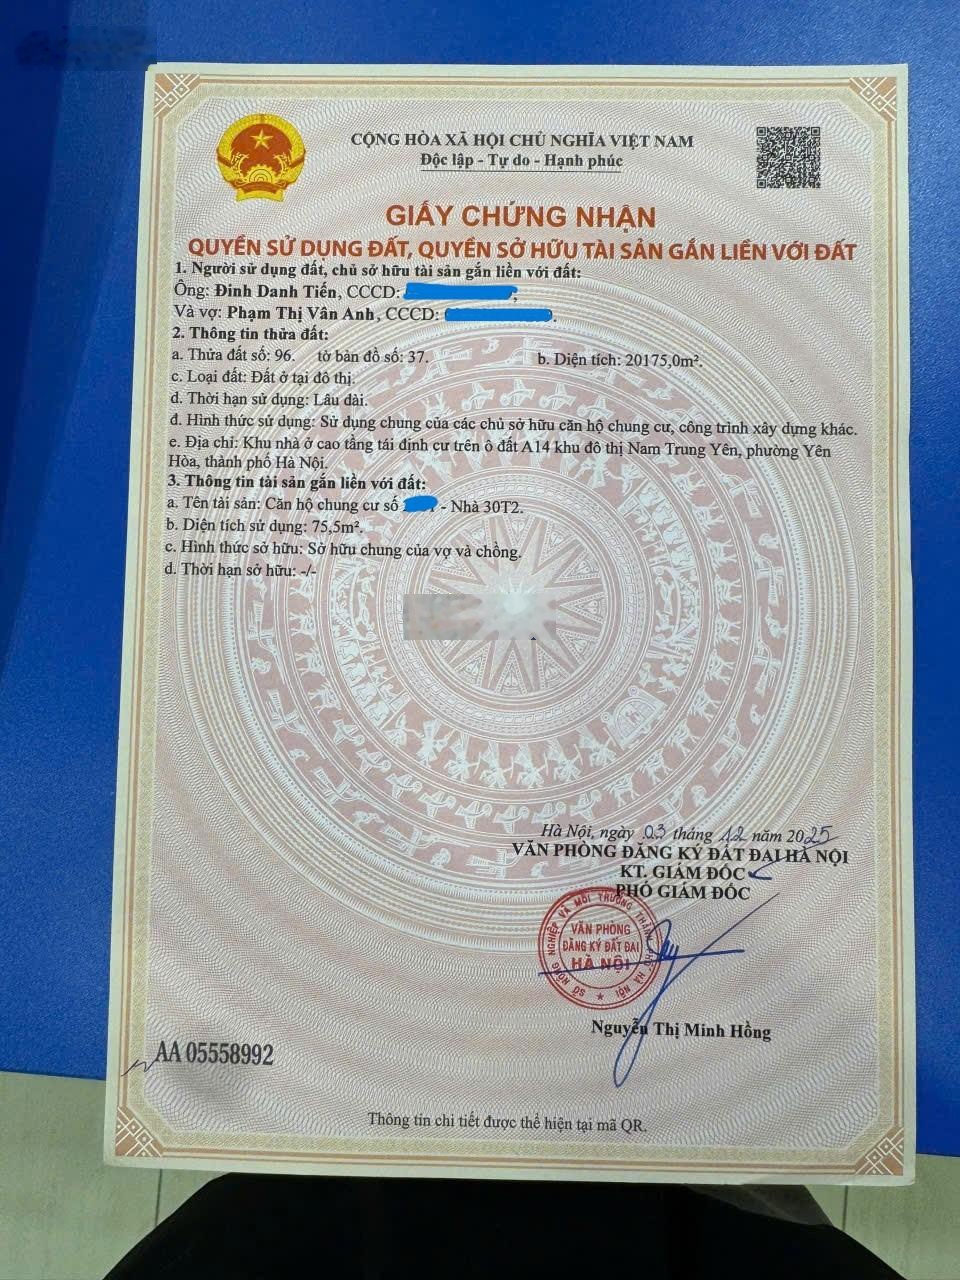 CỘNG HÒA XÃ HỘI CHỦ NGHĨA VIỆT NAM
Độc lập - Tự do - Hạnh phúc
GIẤY CHỨNG NHẬN
QUYỀN SỬ DỤNG ĐẤT, QUYỀN SỞ HỮU TÀI SẢN GẮN LIỀN VỚI ĐẤT
1. Người sử dụng đất, chủ sở hữu tài sản gắn liền với đất:
Ông: Đinh Danh Tiến, CCCD: ,
Và vợ: Phạm Thị Vân Anh, CCCD: .
2. Thông tin thửa đất:
a. Thửa đất số: 96. tờ bản đồ số: 37. b. Diện tích: 20175,0m².
c. Loại đất: Đất ở tại đô thị.
d. Thời hạn sử dụng: Lâu dài.
đ. Hình thức sử dụng: Sử dụng chung của các chủ sở hữu căn hộ chung cư, công trình xây dựng khác.
e. Địa chỉ: Khu nhà ở cao tầng tái định cư trên ô đất A14 khu đô thị Nam Trung Yên, phường Yên
Hòa, thành phố Hà Nội.
3. Thông tin tài sản gắn liền với đất:
a. Tên tài sản: Căn hộ chung cư số - Nhà 30T2.
b. Diện tích sử dụng: 75,5m².
c. Hình thức sở hữu: Sở hữu chung của vợ và chồng.
d. Thời hạn sở hữu: -/-
Hà Nội, ngày 03 tháng 12 năm 2025
VĂN PHÒNG ĐĂNG KÝ ĐẤT ĐAI HÀ NỘI
KT. GIÁM ĐỐC
PHÓ GIÁM ĐỐC
SỞ NÔNG NGHIỆP VÀ MÔI TRƯỜNG THÀNH PHỐ HÀ NỘI
VĂN PHÒNG
ĐĂNG KÝ ĐẤT ĐAI
HÀ NỘI
Nguyễn Thị Minh Hồng
AA 05558992
Thông tin chi tiết được thể hiện tại mã QR.